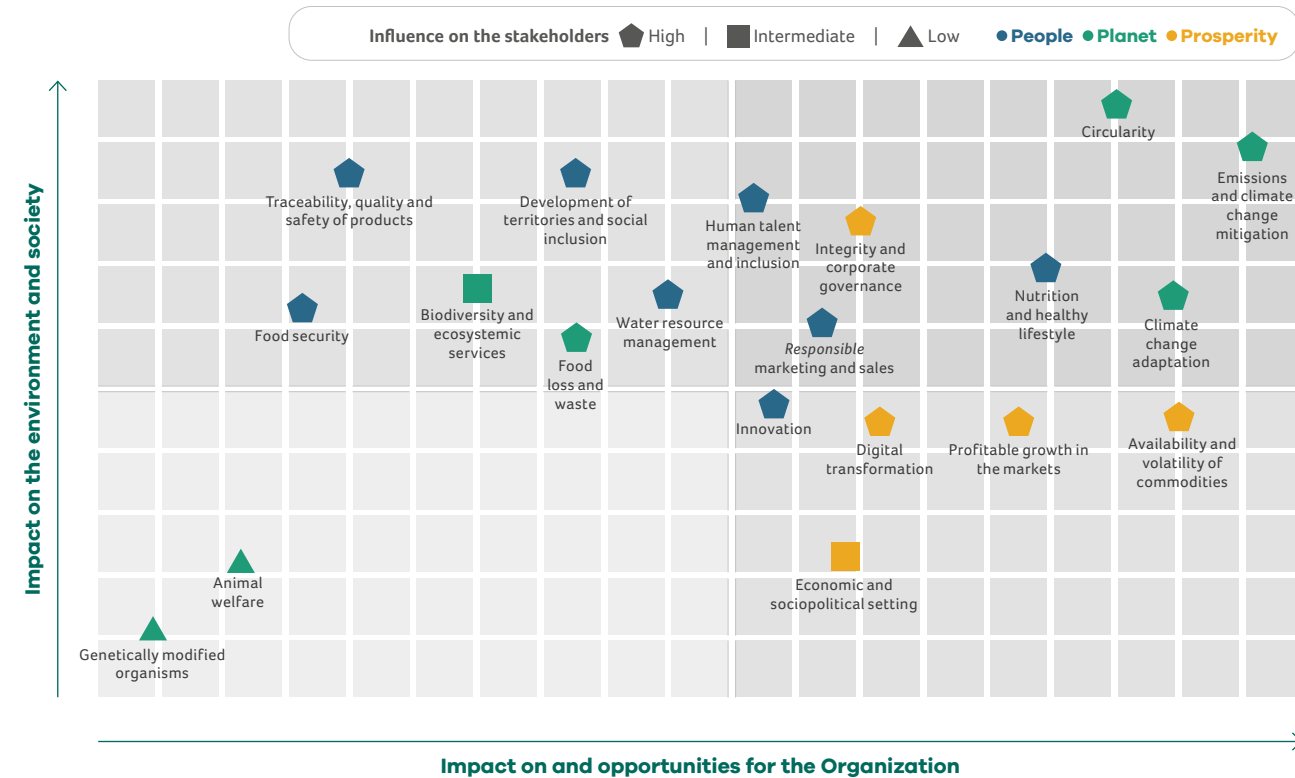 Influence on the stakeholders High | Intermediate | Low People Planet Prosperity
Impact on the environment and society
Circularity
Emissions
and climate
change
mitigation
Traceability, quality and
safety of products
Development of
territories and social
inclusion
Human talent
management
and inclusion
Integrity and
corporate
governance
Nutrition
and healthy
lifestyle
Climate
change
adaptation
Food security
Biodiversity and
ecosystemic
services
Water resource
management
Food
loss and
waste
Responsible
marketing and sales
Innovation
Digital
transformation
Profitable growth in
the markets
Availability and
volatility of
commodities
Economic and
sociopolitical setting
Animal
welfare
Genetically modified
organisms
Impact on and opportunities for the Organization